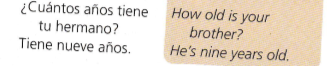 ¿Cuántos años tiene
tu hermano?
Tiene nueve años.
How old is your
brother?
He's nine years old.